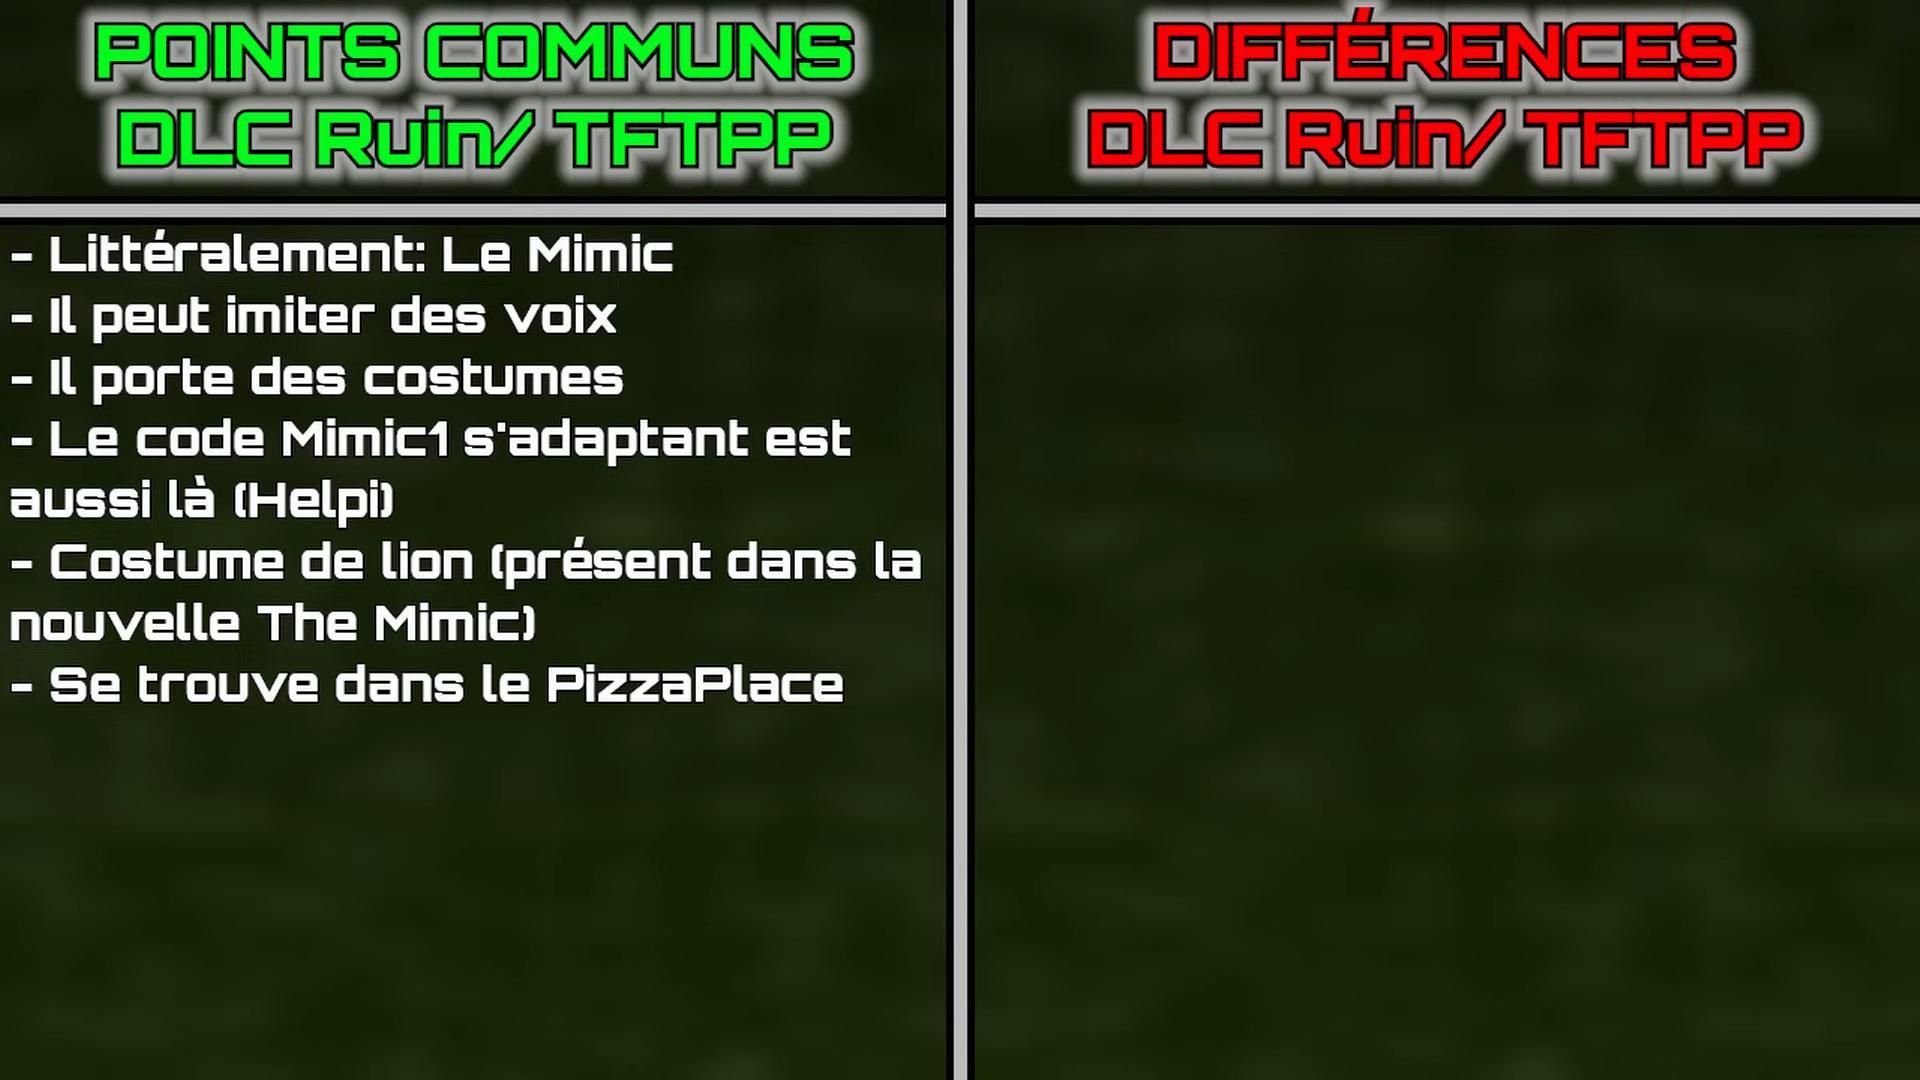 POINTS COMMUNS
DLC Ruin/ TFTPP
- Littéralement: Le Mimic
- Il peut imiter des voix
- Il porte des costumes
- Le code Mimic1 s'adaptant est
aussi là (Helpi)
- Costume de lion (présent dans la
nouvelle The Mimic)
- Se trouve dans le PizzaPlace
DIFFÉRENCES
DLC Ruin/ TFTPP